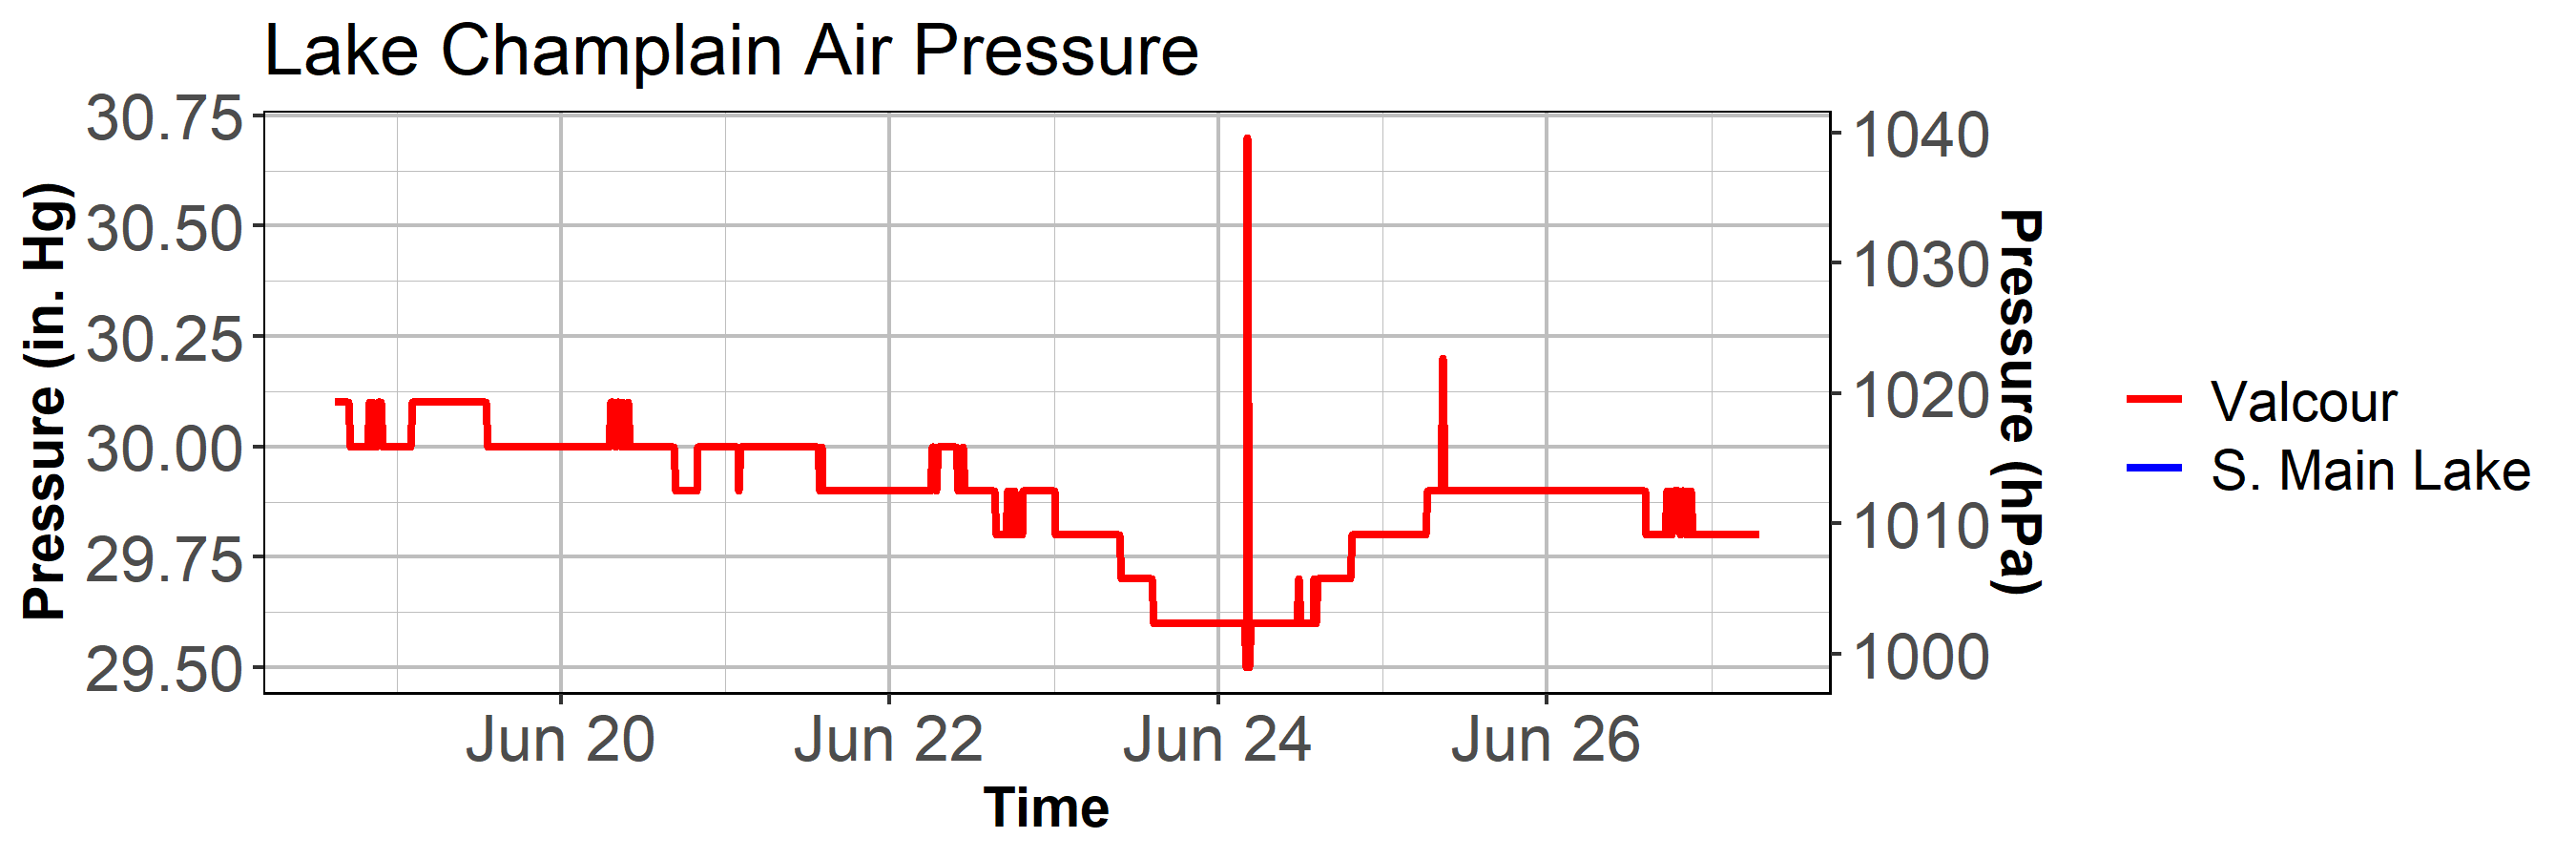 Lake Champlain Air Pressure
Pressure (in. Hg)
30.75
30.50
30.25
30.00
29.75
29.50
1040
1030
1020
1010
1000
Pressure (hPa)
Jun 20
Jun 22
Jun 24
Jun 26
Time
Valcour
S. Main Lake